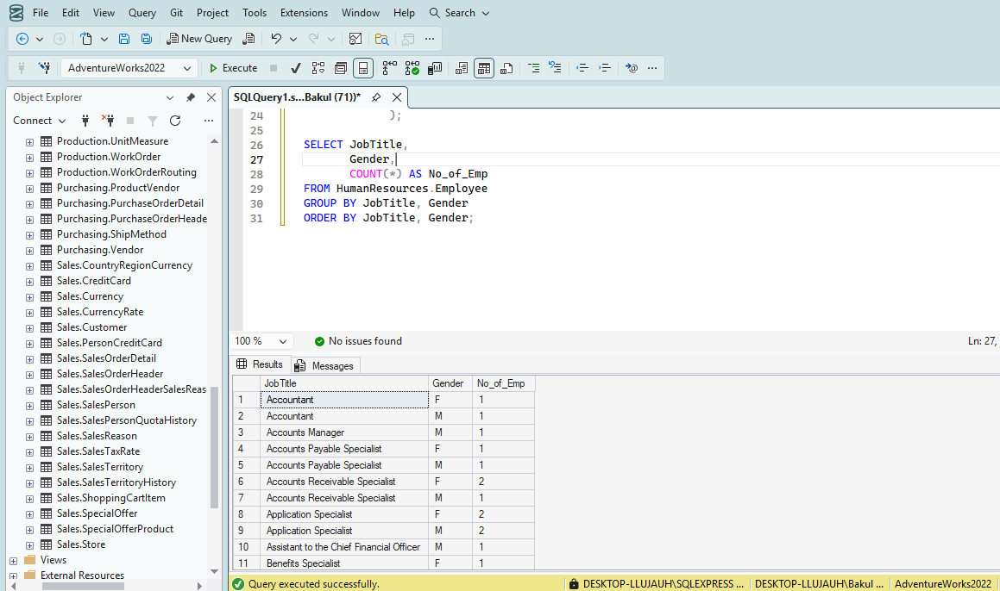 File Edit View Query Git Project Tools Extensions Window Help Search
New Query
AdventureWorks2022 Execute
Object Explorer
Connect
Production.UnitMeasure
Production.WorkOrder
Production.WorkOrderRouting
Purchasing.ProductVendor
Purchasing.PurchaseOrderDetail
Purchasing.PurchaseOrderHeade
Purchasing.ShipMethod
Purchasing.Vendor
Sales.CountryRegionCurrency
Sales.CreditCard
Sales.Currency
Sales.CurrencyRate
Sales.Customer
Sales.PersonCreditCard
Sales.SalesOrderDetail
Sales.SalesOrderHeader
Sales.SalesOrderHeaderSalesReas
Sales.SalesPerson
Sales.SalesPersonQuotaHistory
Sales.SalesReason
Sales.SalesTaxRate
Sales.SalesTerritory
Sales.SalesTerritoryHistory
Sales.ShoppingCartItem
Sales.SpecialOffer
Sales.SpecialOfferProduct
Sales.Store
Views
External Resources
SQLQuery1.s...Bakul (71))*
24 );
25
26 SELECT JobTitle,
27 Gender,
28 COUNT(*) AS No_of_Emp
29 FROM HumanResources.Employee
30 GROUP BY JobTitle, Gender
31 ORDER BY JobTitle, Gender;
100 % No issues found Ln: 27,
Results Messages
JobTitle Gender No_of_Emp
1 Accountant F 1
2 Accountant M 1
3 Accounts Manager M 1
4 Accounts Payable Specialist F 1
5 Accounts Payable Specialist M 1
6 Accounts Receivable Specialist F 2
7 Accounts Receivable Specialist M 1
8 Application Specialist F 2
9 Application Specialist M 2
10 Assistant to the Chief Financial Officer M 1
11 Benefits Specialist F 1
Query executed successfully. DESKTOP-LLUJAUH\SQLEXPRESS ... DESKTOP-LLUJAUH\Bakul ... AdventureWorks2022